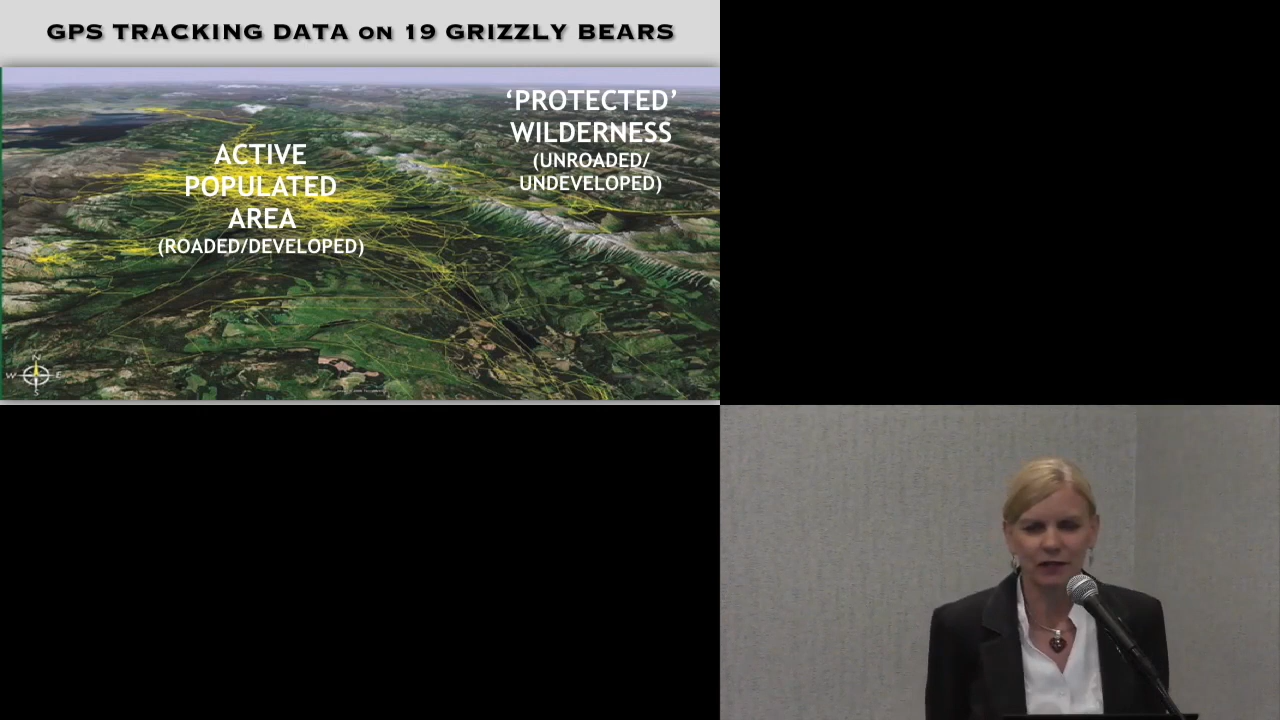 GPS TRACKING DATA on 19 GRIZZLY BEARS
‘PROTECTED’
WILDERNESS
(UNROADED/
UNDEVELOPED)
ACTIVE
POPULATED
AREA
(ROADED/DEVELOPED)
N
W E
S